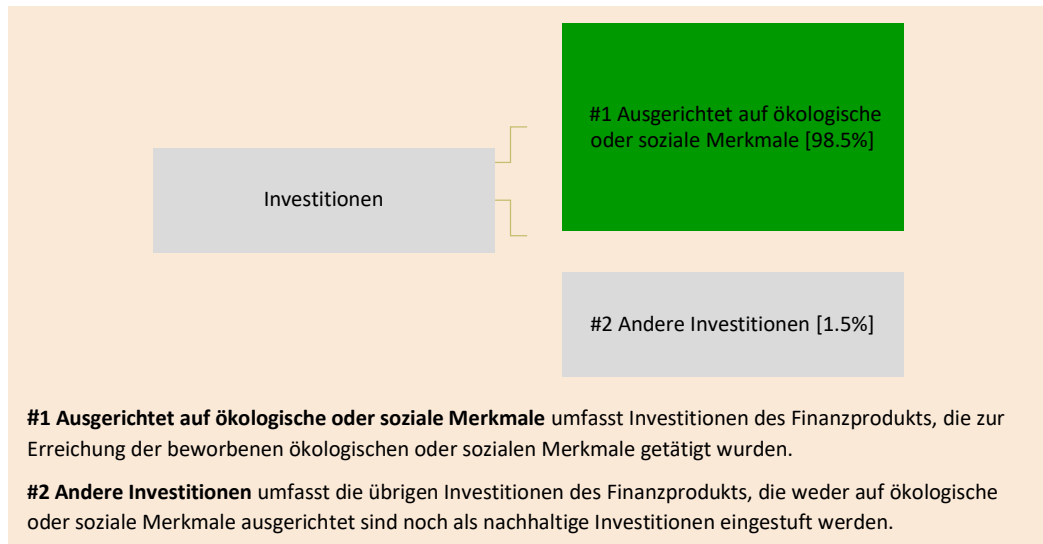 #1 Ausgerichtet auf ökologische
oder soziale Merkmale [98.5%]
Investitionen
#2 Andere Investitionen [1.5%]
#1 Ausgerichtet auf ökologische oder soziale Merkmale umfasst Investitionen des Finanzprodukts, die zur
Erreichung der beworbenen ökologischen oder sozialen Merkmale getätigt wurden.
#2 Andere Investitionen umfasst die übrigen Investitionen des Finanzprodukts, die weder auf ökologische
oder soziale Merkmale ausgerichtet sind noch als nachhaltige Investitionen eingestuft werden.